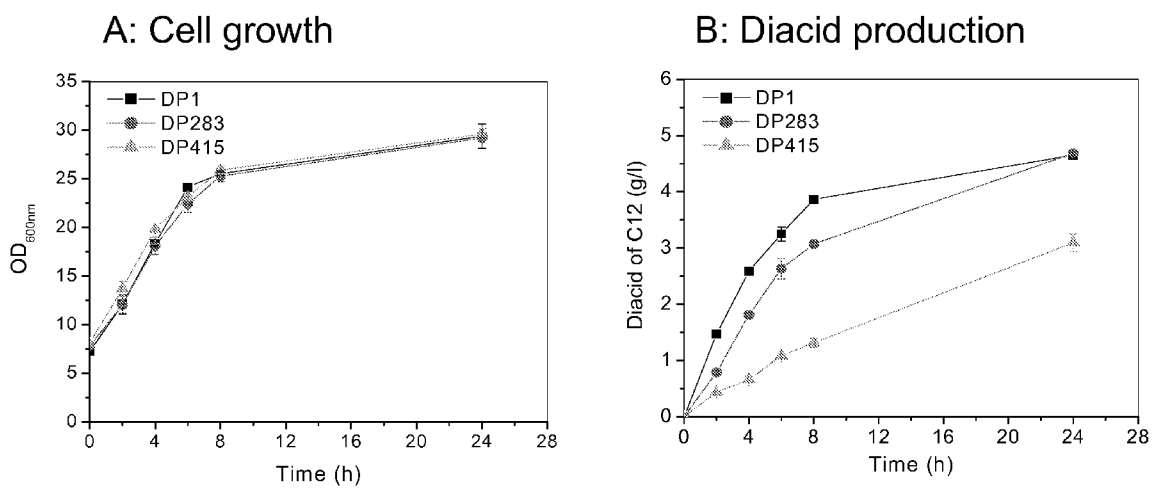 A: Cell growth
35
30
25
20
15
10
5
0
OD600nm
DP1
DP283
DP415
0 4 8 12 16 20 24 28
Time (h)
B: Diacid production
6
5
4
3
2
1
0
Diacid of C12 (g/l)
DP1
DP283
DP415
0 4 8 12 16 20 24 28
Time (h)